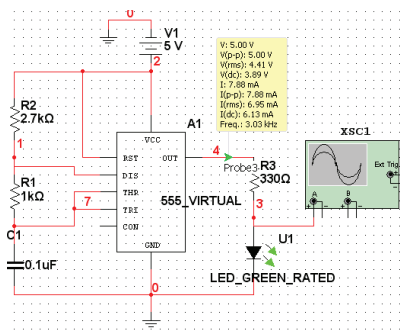 0
V1
5 V
2
V: 5.00 V
V(p-p): 5.00 V
V(rms): 4.41 V
V(dc): 3.89 V
I: 7.88 mA
I(p-p): 7.88 mA
I(rms): 6.95 mA
I(dc): 6.13 mA
Freq.: 3.03 kHz
R2
2.7kΩ
1
A1
VCC
RST OUT
DIS
THR
TRI
CON
GND
555_VIRTUAL
4
Probe3
R3
330Ω
3
XSC1
Ext Trig
A B
R1
1kΩ
7
C1
0.1uF
U1
LED_GREEN_RATED
0